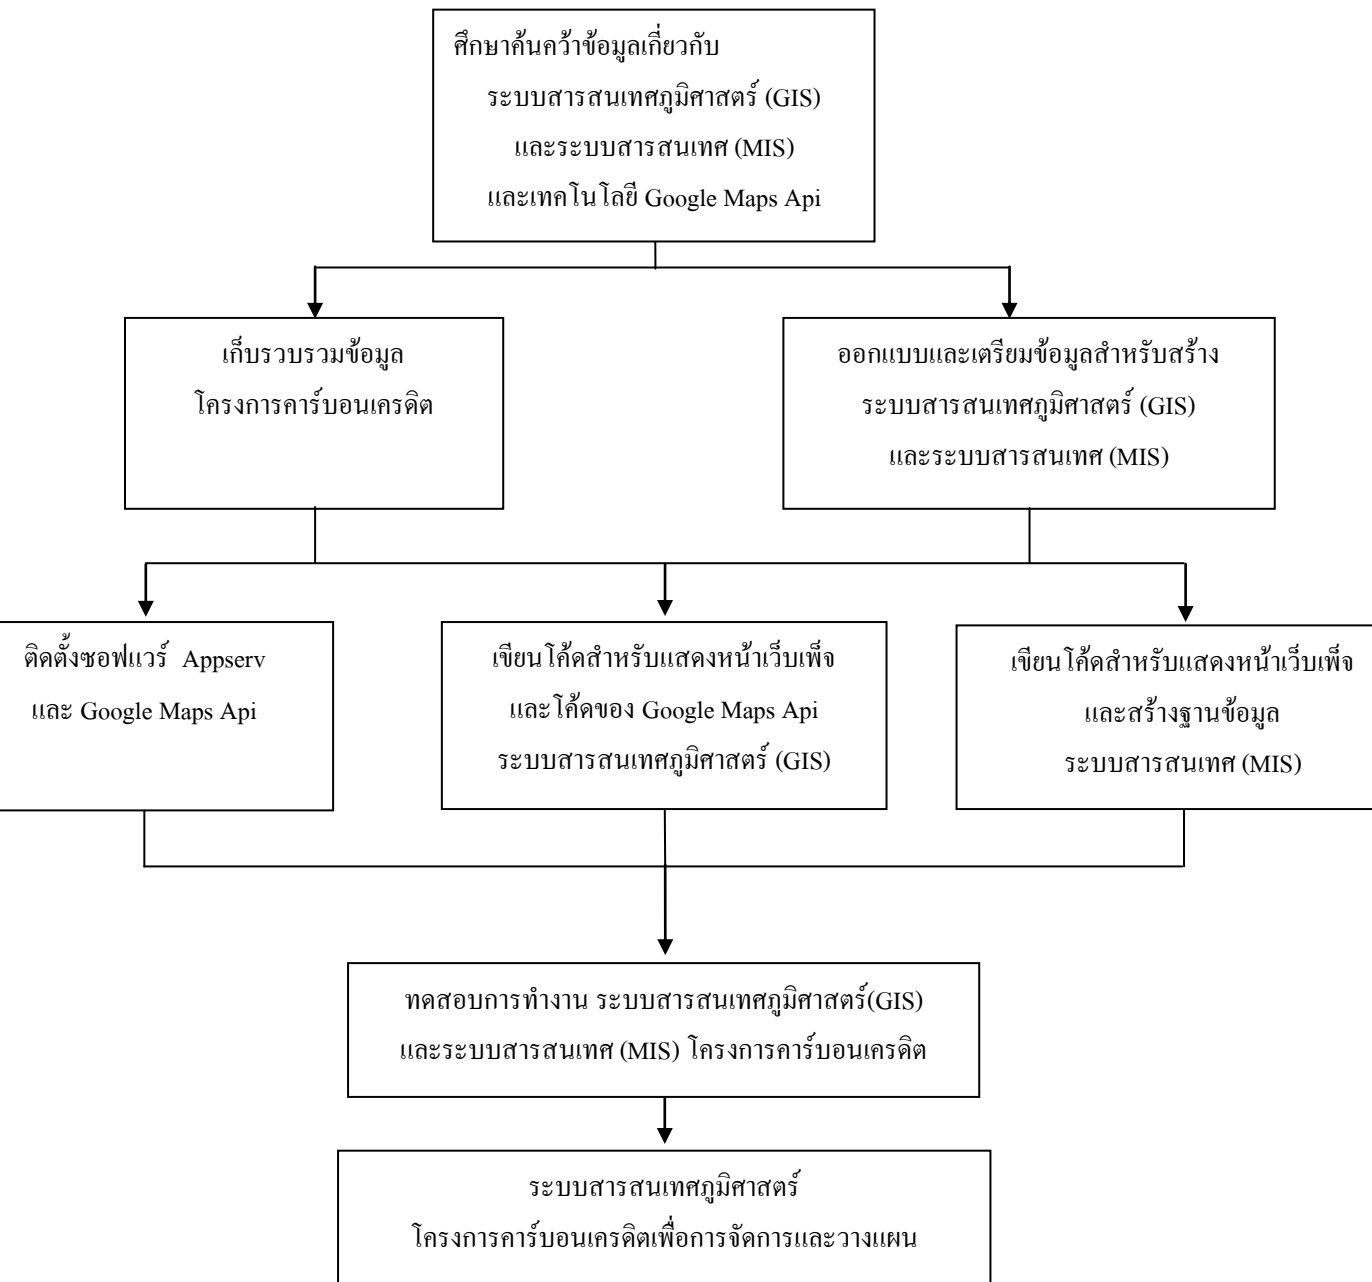 ศึกษาค้นคว้าข้อมูลเกี่ยวกับ
ระบบสารสนเทศภูมิศาสตร์ (GIS)
และระบบสารสนเทศ (MIS)
และเทคโนโลยี Google Maps Api
เก็บรวบรวมข้อมูล
โครงการคาร์บอนเครดิต
ออกแบบและเตรียมข้อมูลสำหรับสร้าง
ระบบสารสนเทศภูมิศาสตร์ (GIS)
และระบบสารสนเทศ (MIS)
ติดตั้งซอฟแวร์ Appserv
และ Google Maps Api
เขียนโค้ดสำหรับแสดงหน้าเว็บเพ็จ
และโค้ดของ Google Maps Api
ระบบสารสนเทศภูมิศาสตร์ (GIS)
เขียนโค้ดสำหรับแสดงหน้าเว็บเพ็จ
และสร้างฐานข้อมูล
ระบบสารสนเทศ (MIS)
ทดสอบการทำงาน ระบบสารสนเทศภูมิศาสตร์(GIS)
และระบบสารสนเทศ (MIS) โครงการคาร์บอนเครดิต
ระบบสารสนเทศภูมิศาสตร์
โครงการคาร์บอนเครดิตเพื่อการจัดการและวางแผน